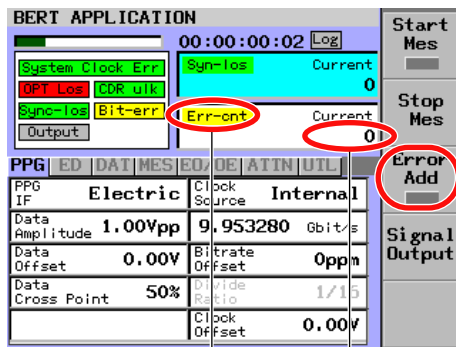 BERT APPLICATION
00:00:00:02 Log
System Clock Err
OPT Los CDR ulk
Sync-los Bit-err
Output
Syn-los Current
0
Err-cnt Current
0
PPG ED DAT MES EO/OE ATTN UTL
PPG IF Electric
Clock Source Internal
Data Amplitude 1.00Vpp
9.953280 Gbit/s
Data Offset 0.00V
Bitrate Offset 0ppm
Data Cross Point 50%
Divide Ratio 1/16
Clock Offset 0.00V
Start Mes
Stop Mes
Error Add
Signal Output